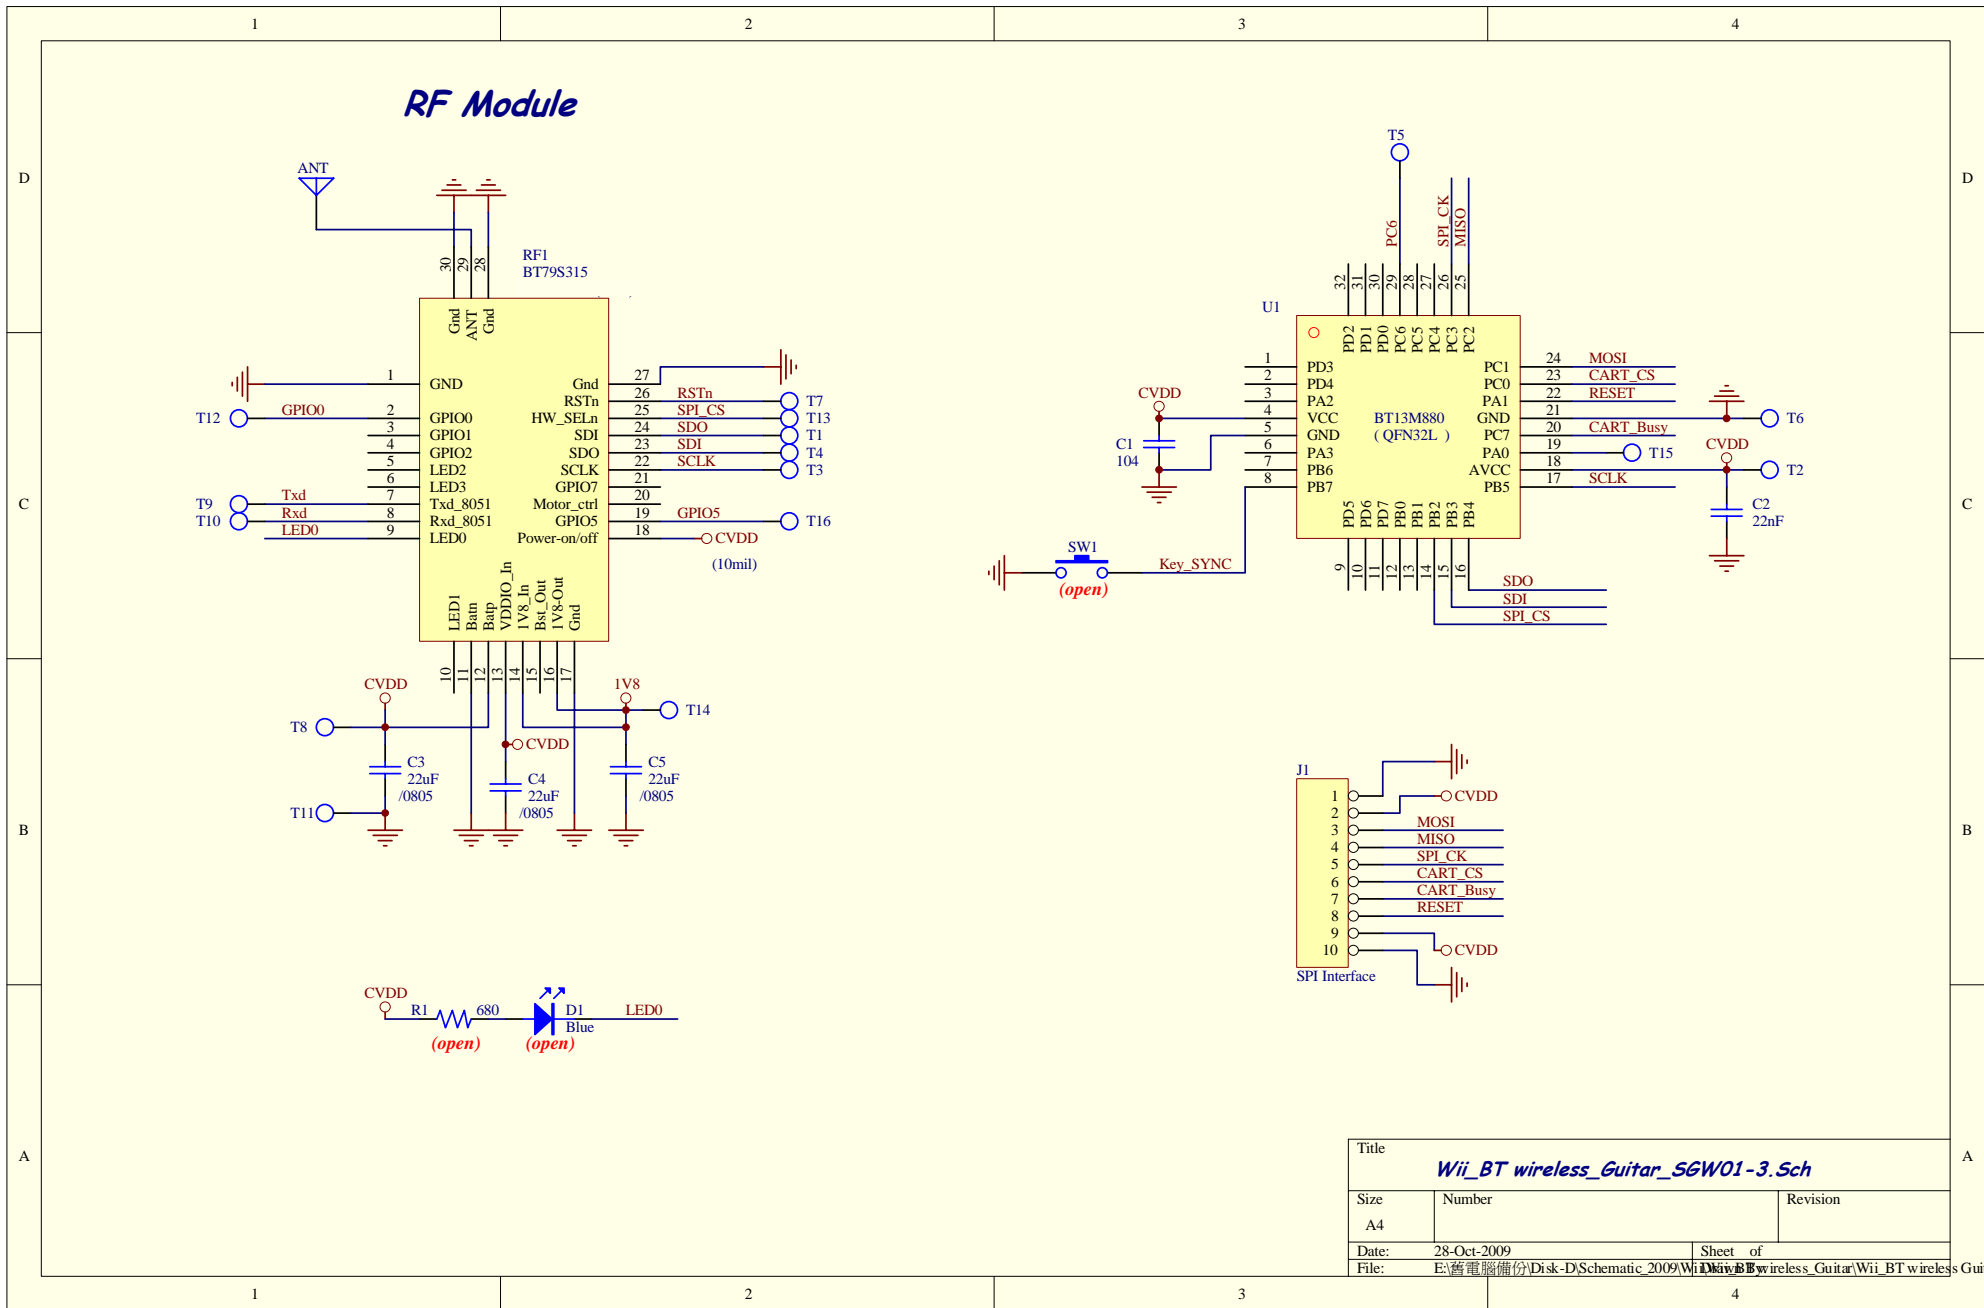 1 2 3 4
D
C
B
A
RF Module
ANT
30 29 28
RF1
BT79S315
Gnd ANT Gnd
1 GND
T12 GPIO0 2 GPIO0
3 GPIO1
4 GPIO2
5 LED2
6 LED3
T9 Txd 7 Txd_8051
T10 Rxd 8 Rxd_8051
LED0 9 LED0
Gnd 27
RSTn 26 RSTn T7
HW_SELn 25 SPI_CS T13
SDI 24 SDO T1
SDO 23 SDI T4
SCLK 22 SCLK T3
GPIO7 21
Motor_ctrl 20
GPIO5 19 GPIO5 T16
Power-on/off 18 CVDD
(10mil)
LED1 Batn Batp VDDIO_In 1V8_In Bst_Out 1V8-Out Gnd
10 11 12 13 14 15 16 17
CVDD
T8
C3
22uF
/0805
T11
CVDD
C4
22uF
/0805
1V8
T14
C5
22uF
/0805
CVDD
R1 680
(open)
D1
Blue
(open)
LED0
T5
PC6 SPI_CK MISO
32 31 30 29 28 27 26 25
U1
PD2 PD1 PD0 PC6 PC5 PC4 PC3 PC2
BT13M880
( QFN32L )
1 PD3
2 PD4
3 PA2
4 VCC
5 GND
6 PA3
7 PB6
8 PB7
CVDD
C1
104
PC1 24 MOSI
PC0 23 CART_CS
PA1 22 RESET
GND 21 T6
PC7 20 CART_Busy
PA0 19 T15
AVCC 18 T2
PB5 17 SCLK
CVDD
C2
22nF
PD5 PD6 PD7 PB0 PB1 PB2 PB3 PB4
9 10 11 12 13 14 15 16
SW1
(open)
Key_SYNC
SDO
SDI
SPI_CS
J1
1
2 CVDD
3 MOSI
4 MISO
5 SPI_CK
6 CART_CS
7 CART_Busy
8 RESET
9
10 CVDD
SPI Interface
D
C
B
A
Title
Wii_BT wireless_Guitar_SGW01-3.Sch
Size Number Revision
A4
Date: 28-Oct-2009 Sheet of
File: E:\舊電腦備份\Disk-D\Schematic_2009\Wii
1 2 3 4